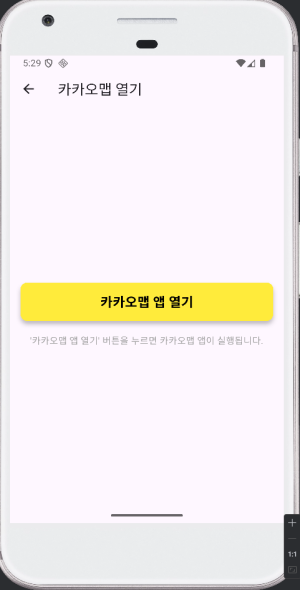 5:29
카카오맵 열기
카카오맵 앱 열기
'카카오맵 앱 열기' 버튼을 누르면 카카오맵 앱이 실행됩니다.
1:1